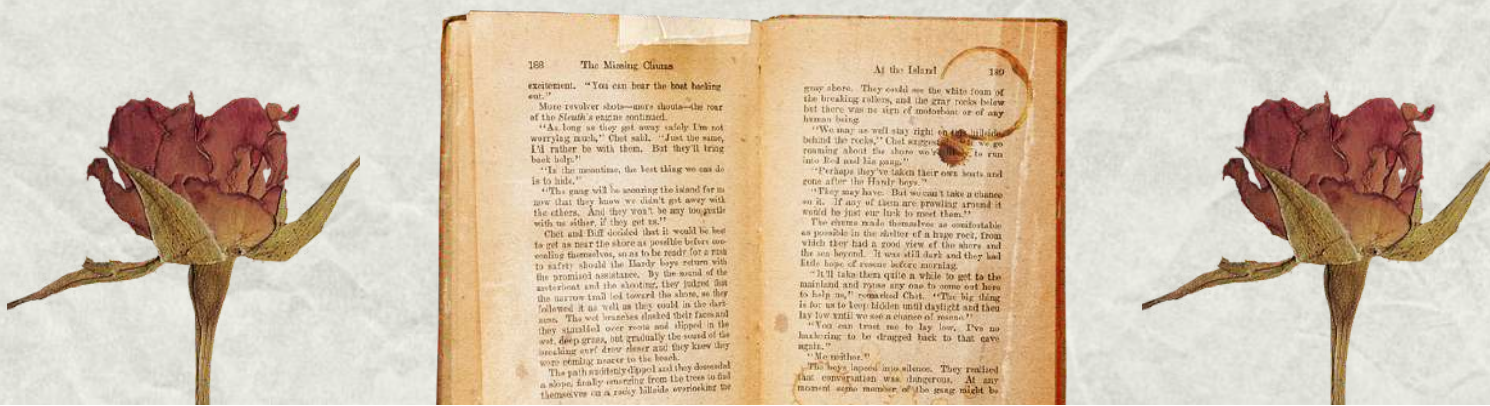 188 The Missing Chums
excitement. "You can hear the boat backing
out."
More revolver shots—more shouts—the roar
of the Sleuth's engine continued.
"As long as they get away safely I'm not
worrying much," Chet said. "Just the same,
I'd rather be with them. But they'll bring
back help."
"In the meantime, the best thing we can do
is to hide."
"The gang will be scouring the island for us
now that they know we didn't get away with
the others. And they won't be any too gentle
with us either, if they get us."
Chet and Biff decided that it would be best
to get as near the shore as possible before con-
cealing themselves, so as to be ready for a rush
to safety should the Hardy boys return with
the promised assistance. By the sound of the
motorboat and the shooting, they judged that
the narrow trail led toward the shore, so they
followed it as well as they could in the dark-
ness. The wet branches slashed their faces and
they stumbled over roots and slipped in the
wet, deep grass, but gradually the sound of the
breaking surf drew closer and they knew they
were coming nearer to the beach.
The path suddenly dipped and they descended
a slope, finally emerging from the trees to find
themselves on a rocky hillside overlooking the
At the Island 189
gray shore. They could see the white foam of
the breaking rollers, and the gray rocks below
but there was no sign of motorboat or of any
human being.
"We may as well stay right on this hillside,
behind the rocks," Chet suggested. go
roaming about the shore we're to run
into Red and his gang."
"Perhaps they've taken their own boats and
gone after the Hardy boys."
"They may have. But we can't take a chance
on it. If any of them are prowling around it
would be just our luck to meet them."
The chums made themselves as comfortable
as possible in the shelter of a huge rock, from
which they had a good view of the shore and
the sea beyond. It was still dark and they had
little hope of rescue before morning.
"It'll take them quite a while to get to the
mainland and rouse any one to come out here
to help us," remarked Chet. "The big thing
is for us to keep hidden until daylight and then
lay low until we see a chance of rescue."
"You can trust me to lay low. I've no
hankering to be dragged back to that cave
again."
"Me neither."
The boys lapsed into silence. They realized
that conversation was dangerous. At any
moment some member of the gang might be